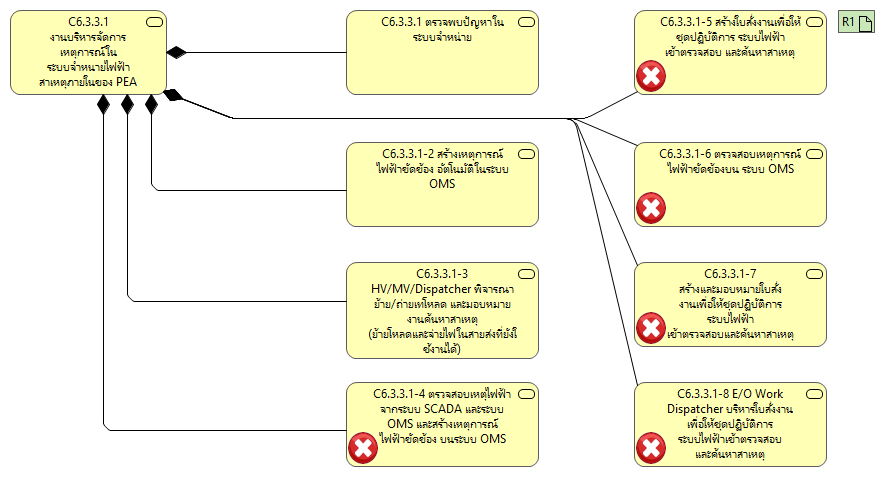 C6.3.3.1
งานบริหารจัดการ
เหตุการณ์ใน
ระบบจำหน่ายไฟฟ้า
สาเหตุภายในของ PEA
C6.3.3.1 ตรวจพบปัญหาใน
ระบบจำหน่าย
C6.3.3.1-5 สร้างใบสั่งงานเพื่อให้
ชุดปฏิบัติการ ระบบไฟฟ้า
เข้าตรวจสอบ และค้นหาสาเหตุ
R1
C6.3.3.1-2 สร้างเหตุการณ์
ไฟฟ้าขัดข้อง อัตโนมัติในระบบ
OMS
C6.3.3.1-6 ตรวจสอบเหตุการณ์
ไฟฟ้าขัดข้องบน ระบบ OMS
C6.3.3.1-3
HV/MV/Dispatcher พิจารณา
ย้าย/ถ่ายเทโหลด และมอบหมาย
งานค้นหาสาเหตุ
(ย้ายโหลดและจ่ายไฟในสายส่งที่ยังใ
ช้งานได้)
C6.3.3.1-7
สร้างและมอบหมายใบสั่ง
งานเพื่อให้ชุดปฏิบัติการ
ระบบไฟฟ้า
เข้าตรวจสอบและค้นหาสาเหตุ
C6.3.3.1-4 ตรวจสอบเหตุไฟฟ้า
จากระบบ SCADA และระบบ
OMS และสร้างเหตุการณ์
ไฟฟ้าขัดข้อง บนระบบ OMS
C6.3.3.1-8 E/O Work
Dispatcher บริหารใบสั่งงาน
เพื่อให้ชุดปฏิบัติการ
ระบบไฟฟ้าเข้าตรวจสอบ
และค้นหาสาเหตุ